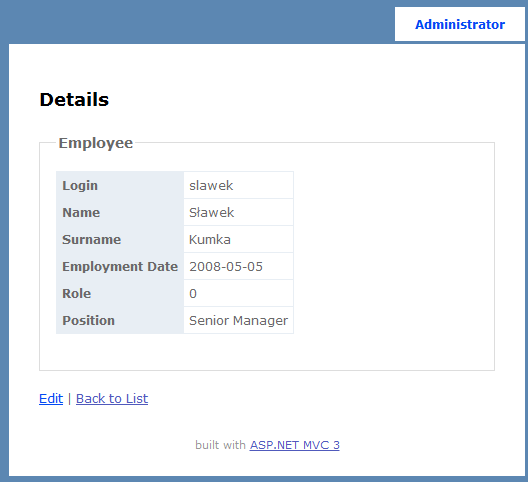 Administrator
Details
Employee
Login slawek
Name Sławek
Surname Kumka
Employment Date 2008-05-05
Role 0
Position Senior Manager
Edit | Back to List
built with ASP.NET MVC 3